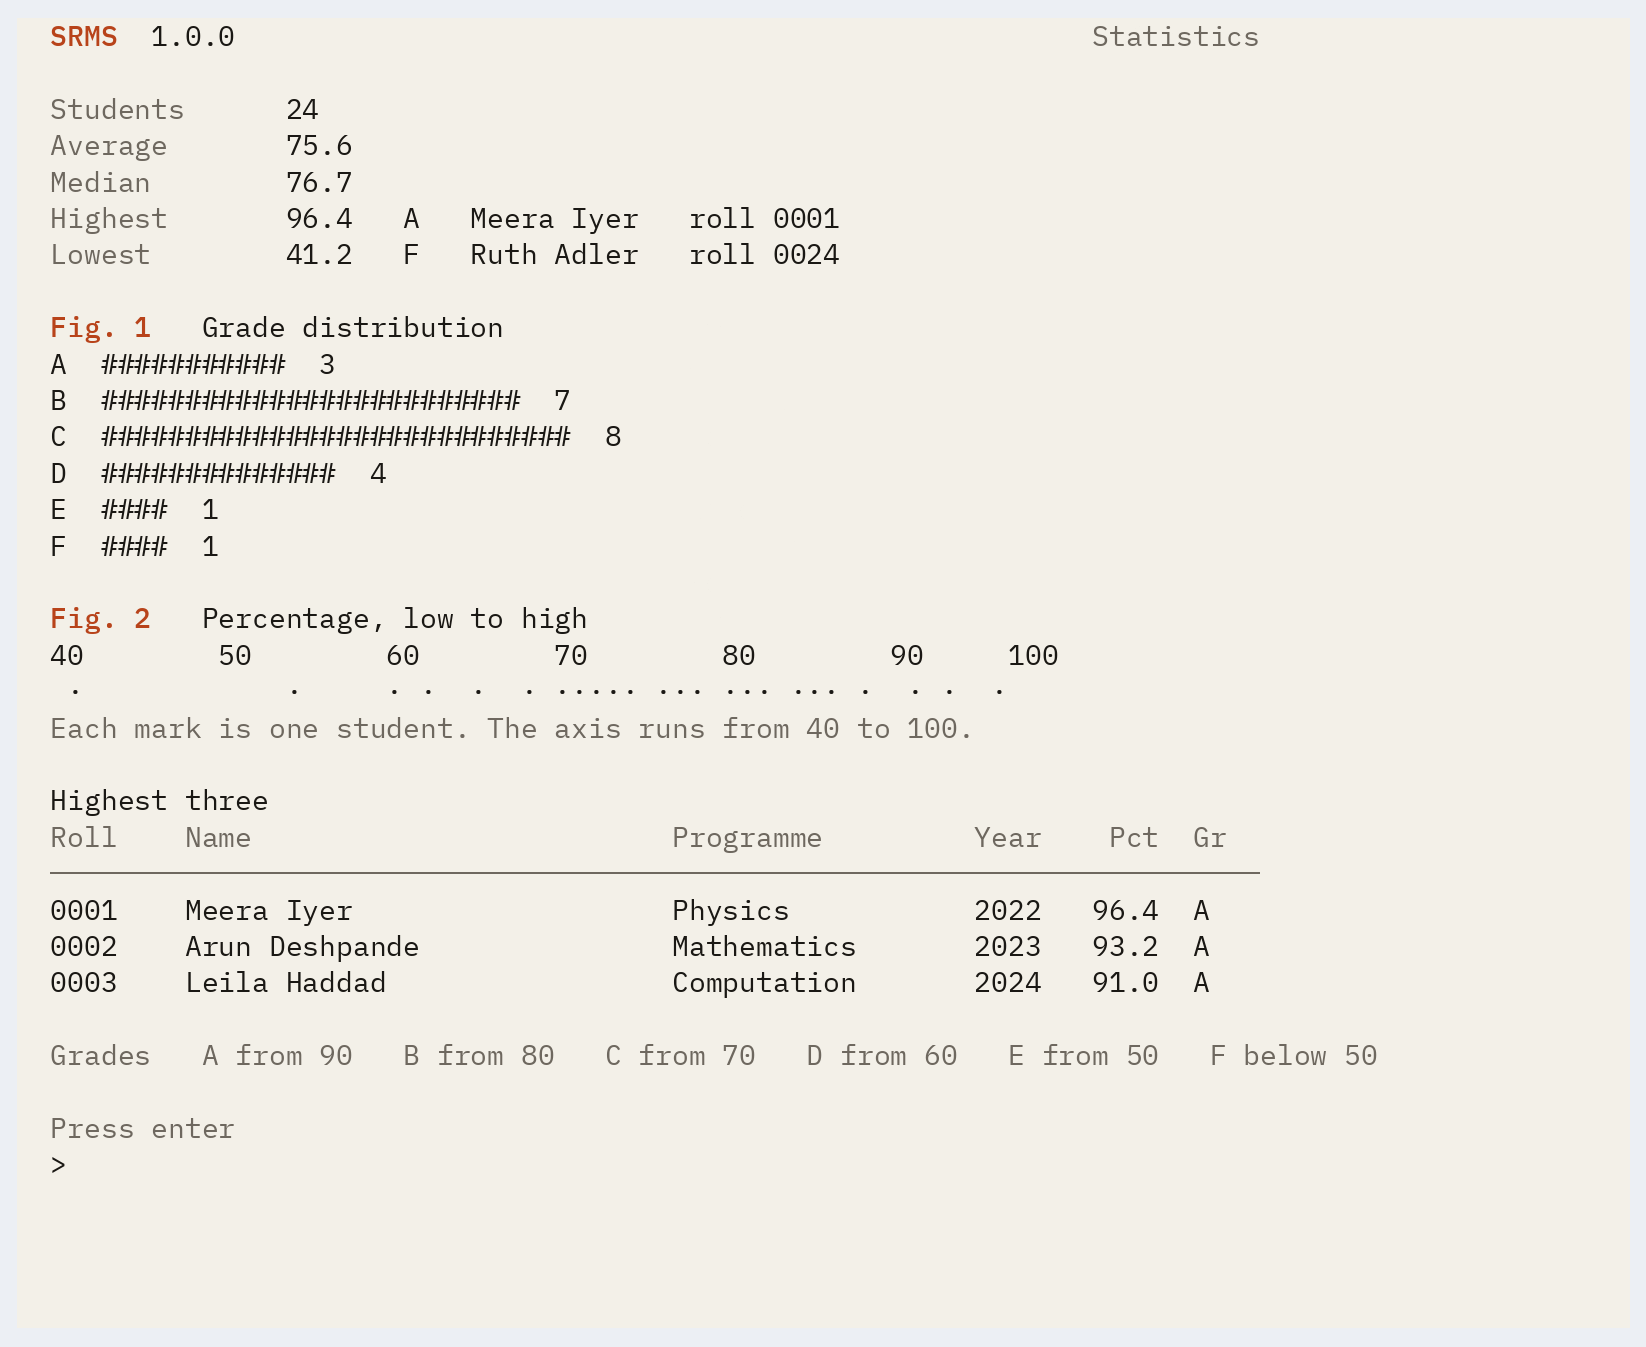 SRMS  1.0.0                                                   Statistics
Students      24
Average       75.6
Median        76.7
Highest       96.4   A   Meera Iyer   roll 0001
Lowest        41.2   F   Ruth Adler   roll 0024
Fig. 1   Grade distribution
A  ###########  3
B  #########################  7
C  ############################  8
D  ##############  4
E  ####  1
F  ####  1
Fig. 2   Percentage, low to high
40        50        60        70        80        90     100
 .            .     . .  .  . ..... ... ... ... .  . .  .
Each mark is one student. The axis runs from 40 to 100.
Highest three
Roll    Name                         Programme         Year    Pct  Gr
0001    Meera Iyer                   Physics           2022   96.4  A
0002    Arun Deshpande               Mathematics       2023   93.2  A
0003    Leila Haddad                 Computation       2024   91.0  A
Grades   A from 90   B from 80   C from 70   D from 60   E from 50   F below 50
Press enter
>